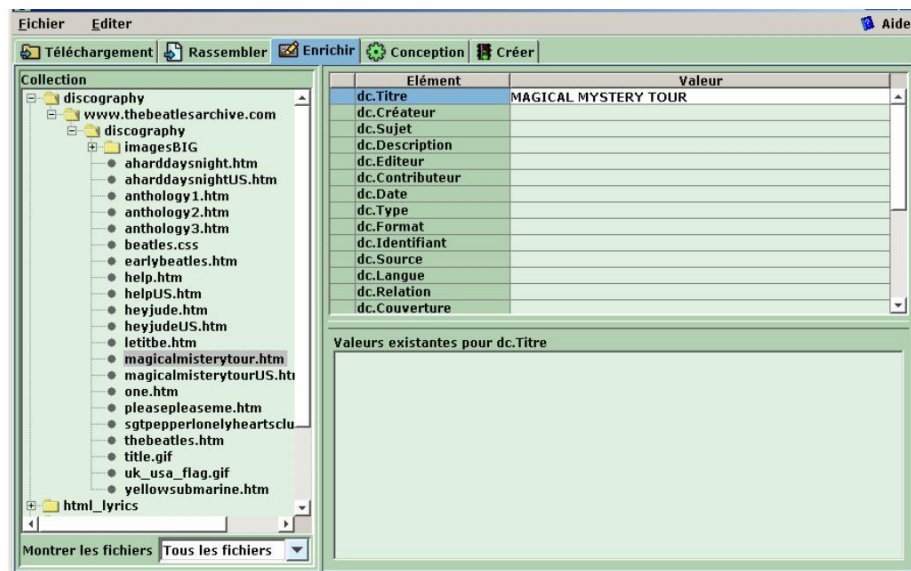 Fichier Editer Aide
Téléchargement Rassembler Enrichir Conception Créer
Collection
discography
www.thebeatlesarchive.com
discography
imagesBIG
aharddaysnight.htm
aharddaysnightUS.htm
anthology1.htm
anthology2.htm
anthology3.htm
beatles.css
earlybeatles.htm
help.htm
helpUS.htm
heyjude.htm
heyjudeUS.htm
letitbe.htm
magicalmisterytour.htm
magicalmisterytourUS.htı
one.htm
pleasepleaseme.htm
sgtpepperlonelyheartsclu
thebeatles.htm
title.gif
uk_usa_flag.gif
yellowsubmarine.htm
html_lyrics
Montrer les fichiers Tous les fichiers
Elément Valeur
dc.Titre MAGICAL MYSTERY TOUR
dc.Créateur
dc.Sujet
dc.Description
dc.Editeur
dc.Contributeur
dc.Date
dc.Type
dc.Format
dc.Identifiant
dc.Source
dc.Langue
dc.Relation
dc.Couverture
Valeurs existantes pour dc.Titre